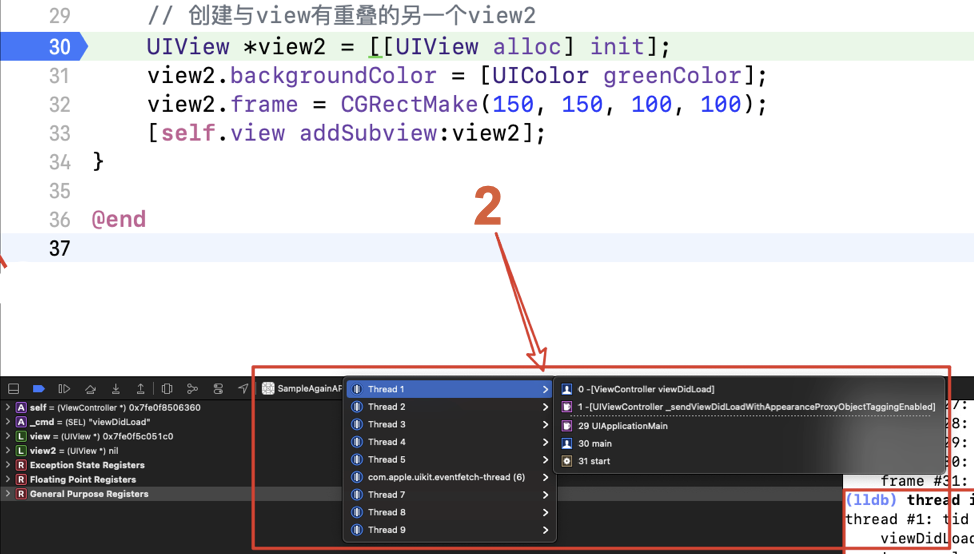 29 // 创建与view有重叠的另一个view2
30 UIView *view2 = [[UIView alloc] init];
31 view2.backgroundColor = [UIColor greenColor];
32 view2.frame = CGRectMake(150, 150, 100, 100);
33 [self.view addSubview:view2];
34 }
35
36 @end
37
2
SampleAgainAP
self = (ViewController *) 0x7fe0f8506360
_cmd = (SEL) "viewDidLoad"
view = (UIView *) 0x7fe0f5c051c0
view2 = (UIView *) nil
Exception State Registers
Floating Point Registers
General Purpose Registers
Thread 1
Thread 2
Thread 3
Thread 4
Thread 5
com.apple.uikit.eventfetch-thread (6)
Thread 7
Thread 8
Thread 9
0 -[ViewController viewDidLoad]
1 -[UIViewController _sendViewDidLoadWithAppearanceProxyObjectTaggingEnabled]
29 UIApplicationMain
30 main
31 start
27:
28:
29:
30:
frame #31:
(lldb) thread i
thread #1: tid
viewDidLoa